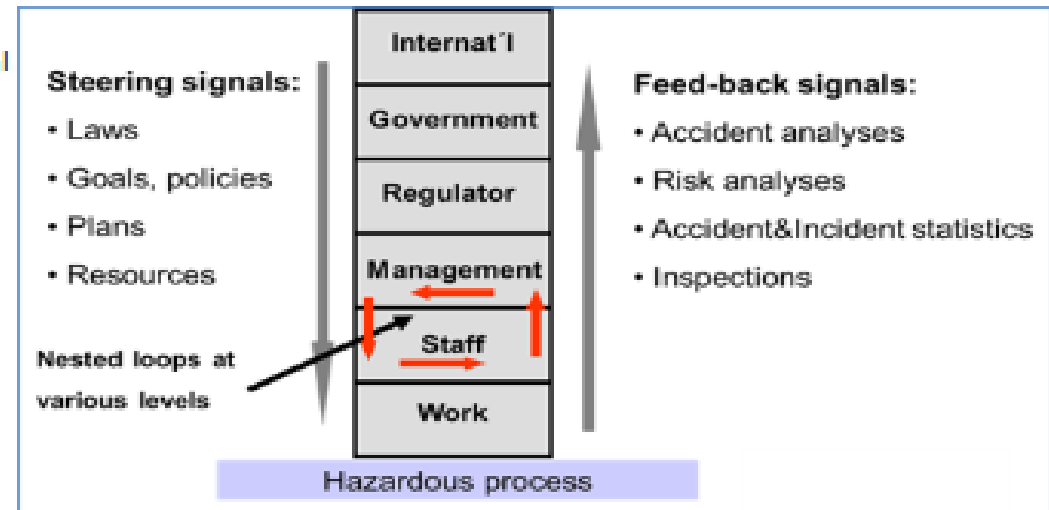 Steering signals:
• Laws
• Goals, policies
• Plans
• Resources
Nested loops at
various levels
Internat´l
Government
Regulator
Management
Staff
Work
Hazardous process
Feed-back signals:
• Accident analyses
• Risk analyses
• Accident&Incident statistics
• Inspections